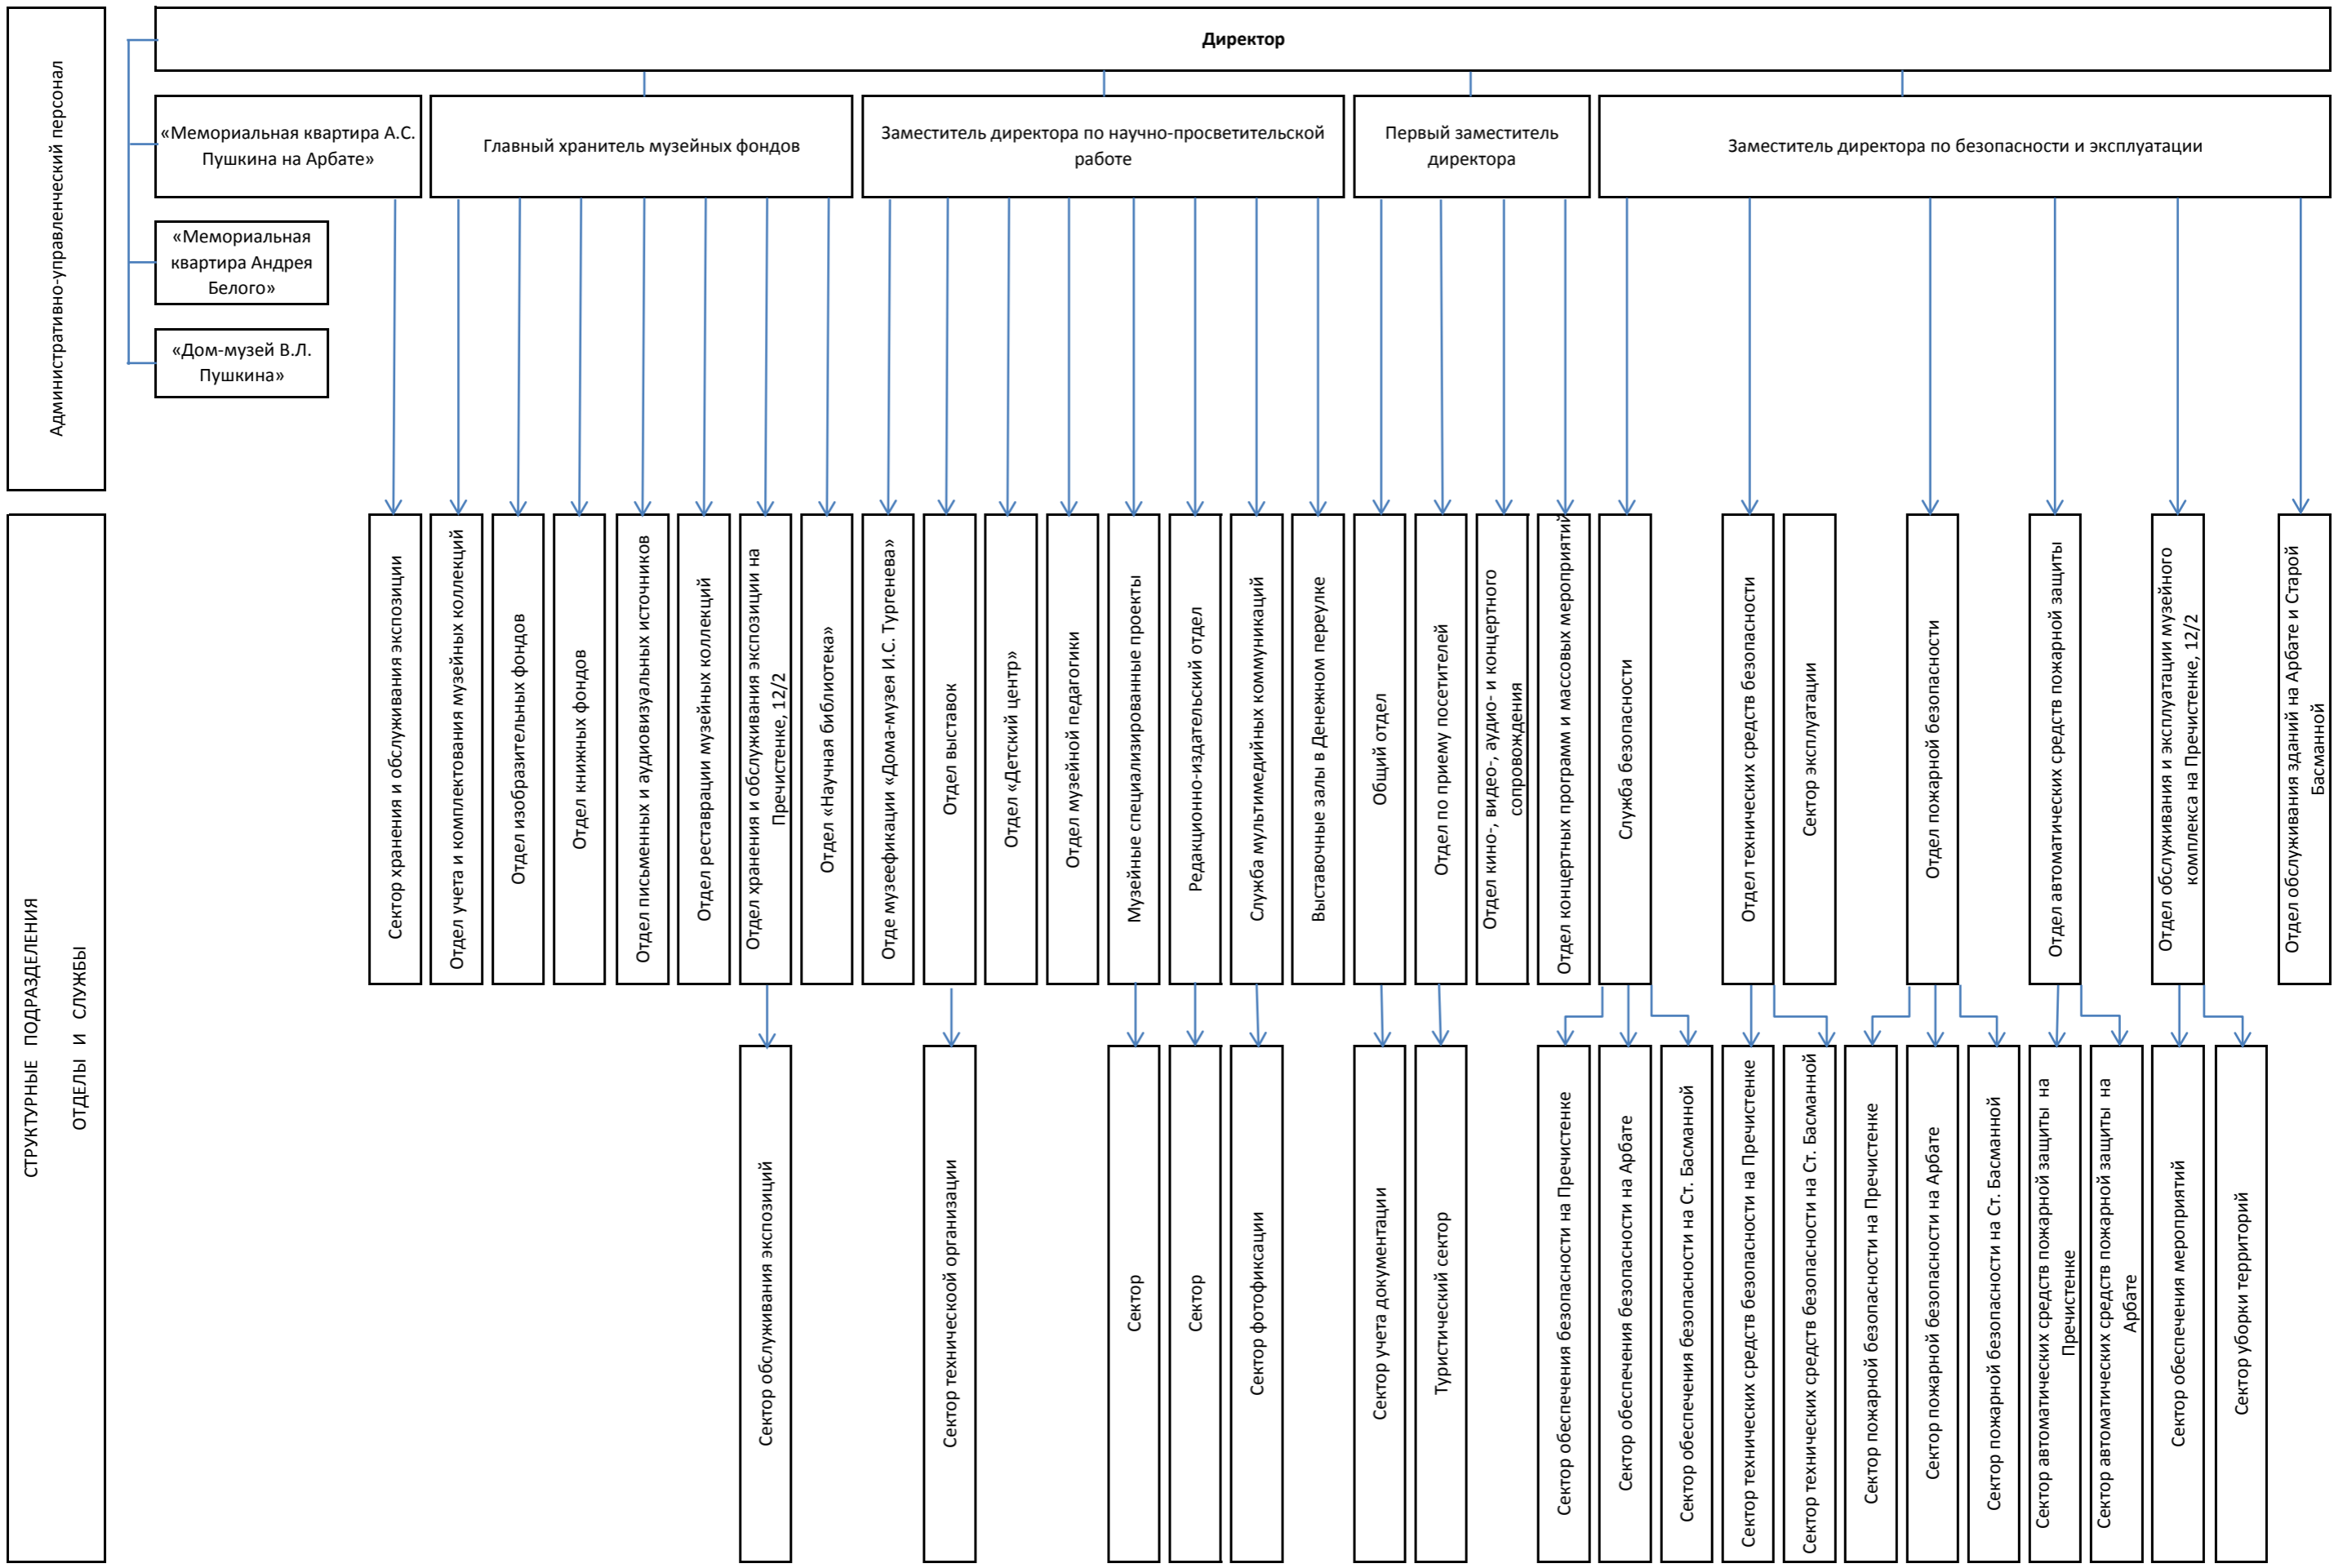 Административно-управленческий персонал
Директор
«Мемориальная квартира А.С.
Пушкина на Арбате»
Главный хранитель музейных фондов
Заместитель директора по научно-просветительской
работе
Первый заместитель
директора
Заместитель директора по безопасности и эксплуатации
«Мемориальная
квартира Андрея
Белого»
«Дом-музей В.Л.
Пушкина»
СТРУКТУРНЫЕ ПОДРАЗДЕЛЕНИЯ
ОТДЕЛЫ И СЛУЖБЫ
Сектор хранения и обслуживания экспозиции
Отдел учета и комплектования музейных коллекций
Отдел изобразительных фондов
Отдел книжных фондов
Отдел письменных и аудиовизуальных источников
Отдел реставрации музейных коллекций
Отдел хранения и обслуживания экспозиции на
Пречистенке, 12/2
Отдел «Научная библиотека»
Отде музеефикации «Дома-музея И.С. Тургенева»
Отдел выставок
Отдел «Детский центр»
Отдел музейной педагогики
Музейные специализированные проекты
Редакционно-издательский отдел
Служба мультимедийных коммуникаций
Выставочные залы в Денежном переулке
Общий отдел
Отдел по приему посетителей
Отдел кино-, видео-, аудио- и концертного
сопровождения
Отдел концертных программ и массовых мероприятий
Служба безопасности
Отдел технических средств безопасности
Сектор эксплуатации
Отдел пожарной безопасности
Отдел автоматических средств пожарной защиты
Отдел обслуживания и эксплуатации музейного
комплекса на Пречистенке, 12/2
Отдел обслуживания зданий на Арбате и Старой
Басманной
Сектор обслуживания экспозиций
Сектор техническоой организации
Сектор
Сектор
Сектор фотофиксации
Сектор учета документации
Туристический сектор
Сектор обеспечения безопасности на Пречистенке
Сектор обеспечения безопасности на Арбате
Сектор обеспечения безопасности на Ст. Басманной
Сектор технических средств безопасности на Пречистенке
Сектор технических средств безопасности на Ст. Басманной
Сектор пожарной безопасности на Пречистенке
Сектор пожарной безопасности на Арбате
Сектор пожарной безопасности на Ст. Басманной
Сектор автоматических средств пожарной защиты на
Пречистенке
Сектор автоматических средств пожарной защиты на
Арбате
Сектор обеспечения мероприятий
Сектор уборки территорий